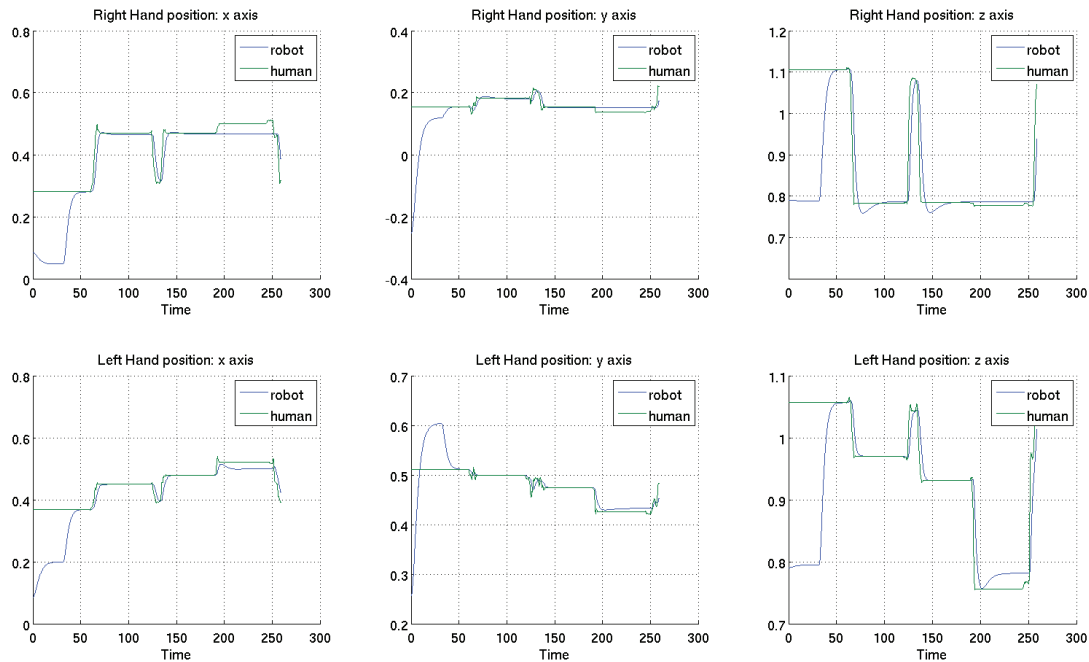 Right Hand position: x axis
0.8
0.6
0.4
0.2
0
robot
human
0 50 100 150 200 250 300
Time
Right Hand position: y axis
0.4
0.2
0
-0.2
-0.4
robot
human
0 50 100 150 200 250 300
Time
Right Hand position: z axis
1.2
1.1
1
0.9
0.8
0.7
robot
human
0 50 100 150 200 250 300
Time
Left Hand position: x axis
0.8
0.6
0.4
0.2
0
robot
human
0 50 100 150 200 250 300
Time
Left Hand position: y axis
0.7
0.6
0.5
0.4
0.3
0.2
robot
human
0 50 100 150 200 250 300
Time
Left Hand position: z axis
1.1
1
0.9
0.8
0.7
robot
human
0 50 100 150 200 250 300
Time